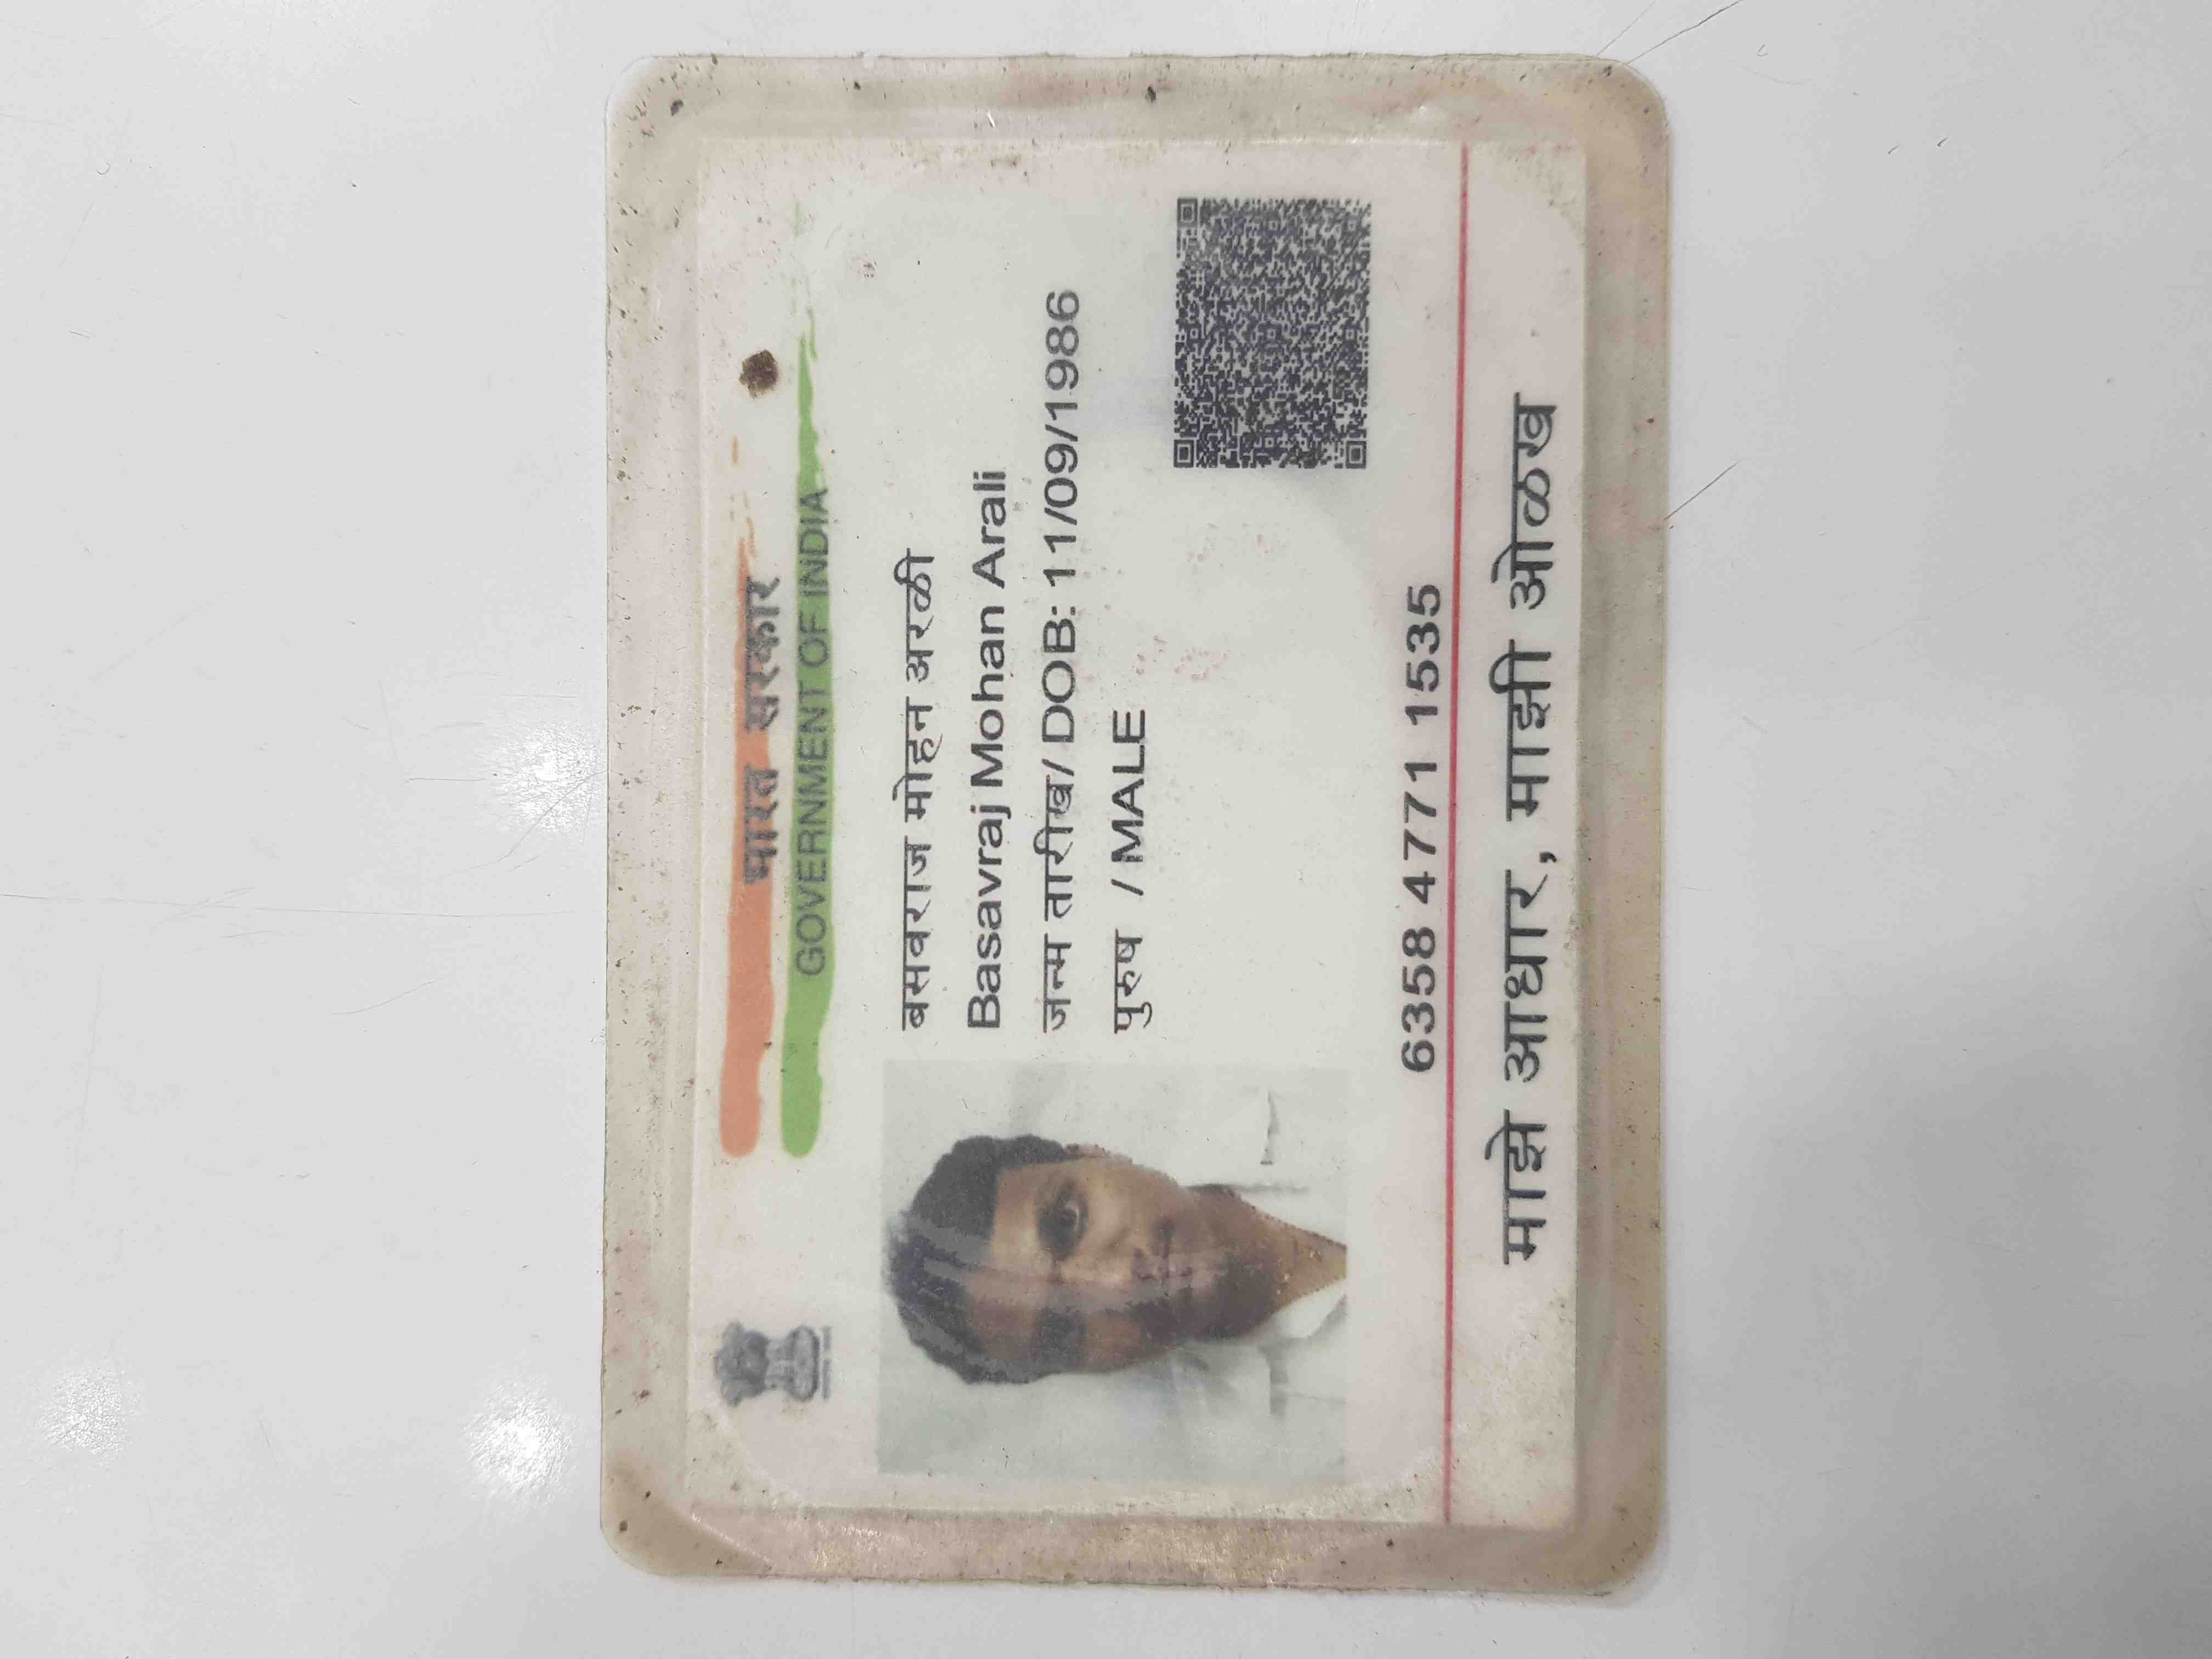 भारत सरकार
GOVERNMENT OF INDIA
बसवराज मोहन अरळी
Basavraj Mohan Arali
जन्म तारीख/ DOB: 11/09/1986
पुरुष / MALE
6358 4771 1535
माझे आधार, माझी ओळख